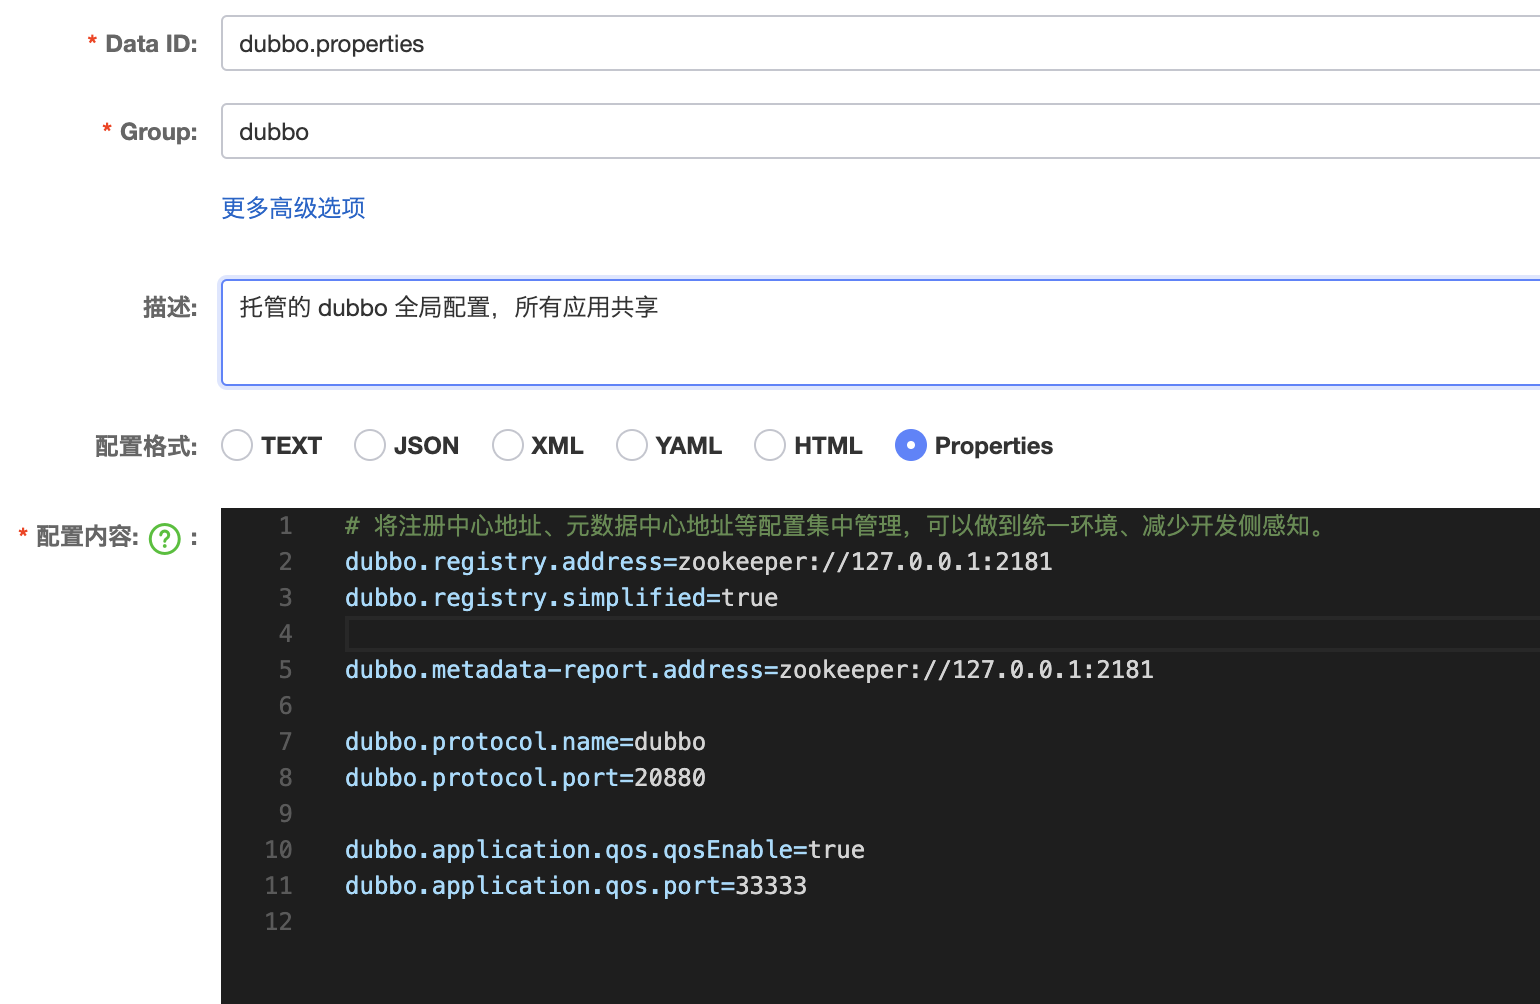 * Data ID: dubbo.properties
* Group: dubbo
更多高级选项
描述: 托管的 dubbo 全局配置，所有应用共享
配置格式: TEXT JSON XML YAML HTML Properties
* 配置内容: ? :
1 # 将注册中心地址、元数据中心地址等配置集中管理，可以做到统一环境、减少开发侧感知。
2 dubbo.registry.address=zookeeper://127.0.0.1:2181
3 dubbo.registry.simplified=true
4
5 dubbo.metadata-report.address=zookeeper://127.0.0.1:2181
6
7 dubbo.protocol.name=dubbo
8 dubbo.protocol.port=20880
9
10 dubbo.application.qos.qosEnable=true
11 dubbo.application.qos.port=33333
12